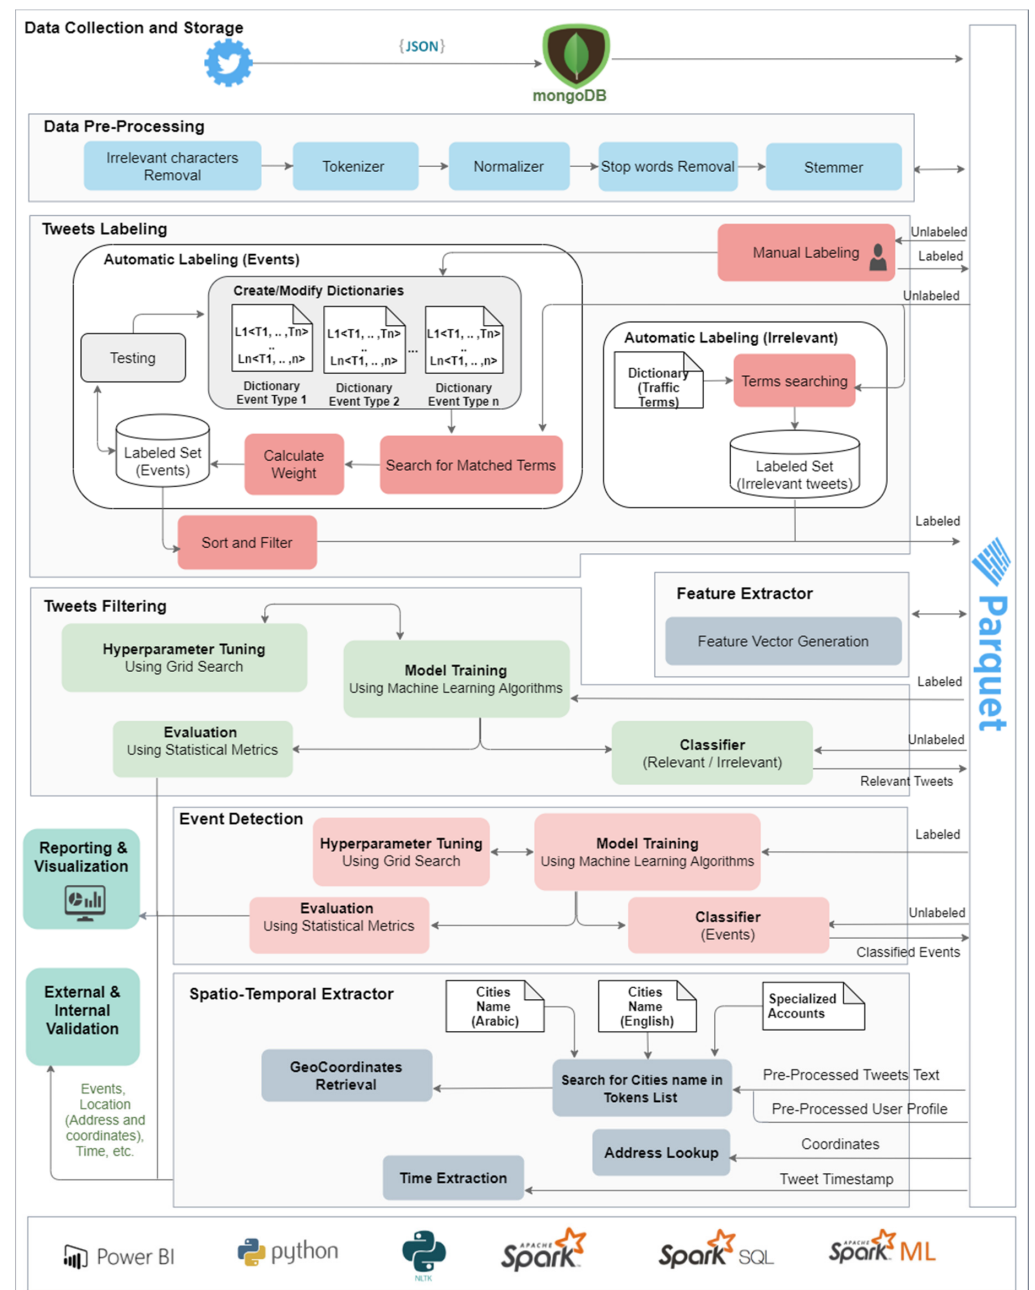 Data Collection and Storage
{JSON}
mongoDB
Data Pre-Processing
Irrelevant characters
Removal
Tokenizer
Normalizer
Stop words Removal
Stemmer
Tweets Labeling
Manual Labeling
Unlabeled
Labeled
Unlabeled
Automatic Labeling (Events)
Create/Modify Dictionaries
L1<T1, .. ,Tn>
..
Ln<T1, .. ,n>
L1<T1, .. ,Tn>
..
Ln<T1, .. ,n>
...
L1<T1, .. ,Tn>
..
Ln<T1, .. ,n>
Dictionary
Event Type 1
Dictionary
Event Type 2
Dictionary
Event Type n
Testing
Labeled Set
(Events)
Calculate
Weight
Search for Matched Terms
Sort and Filter
Automatic Labeling (Irrelevant)
Dictionary
(Traffic
Terms)
Terms searching
Labeled Set
(Irrelevant tweets)
Labeled
Parquet
Feature Extractor
Feature Vector Generation
Tweets Filtering
Hyperparameter Tuning
Using Grid Search
Model Training
Using Machine Learning Algorithms
Labeled
Evaluation
Using Statistical Metrics
Classifier
(Relevant / Irrelevant)
Unlabeled
Relevant Tweets
Event Detection
Hyperparameter Tuning
Using Grid Search
Model Training
Using Machine Learning Algorithms
Labeled
Evaluation
Using Statistical Metrics
Classifier
(Events)
Unlabeled
Classified Events
Reporting &
Visualization
External &
Internal
Validation
Events,
Location
(Address and
coordinates),
Time, etc.
Spatio-Temporal Extractor
Cities
Name
(Arabic)
Cities
Name
(English)
Specialized
Accounts
GeoCoordinates
Retrieval
Search for Cities name in
Tokens List
Pre-Processed Tweets Text
Pre-Processed User Profile
Address Lookup
Coordinates
Time Extraction
Tweet Timestamp
Power BI
python
NLTK
APACHE
Spark
Spark SQL
APACHE
Spark ML